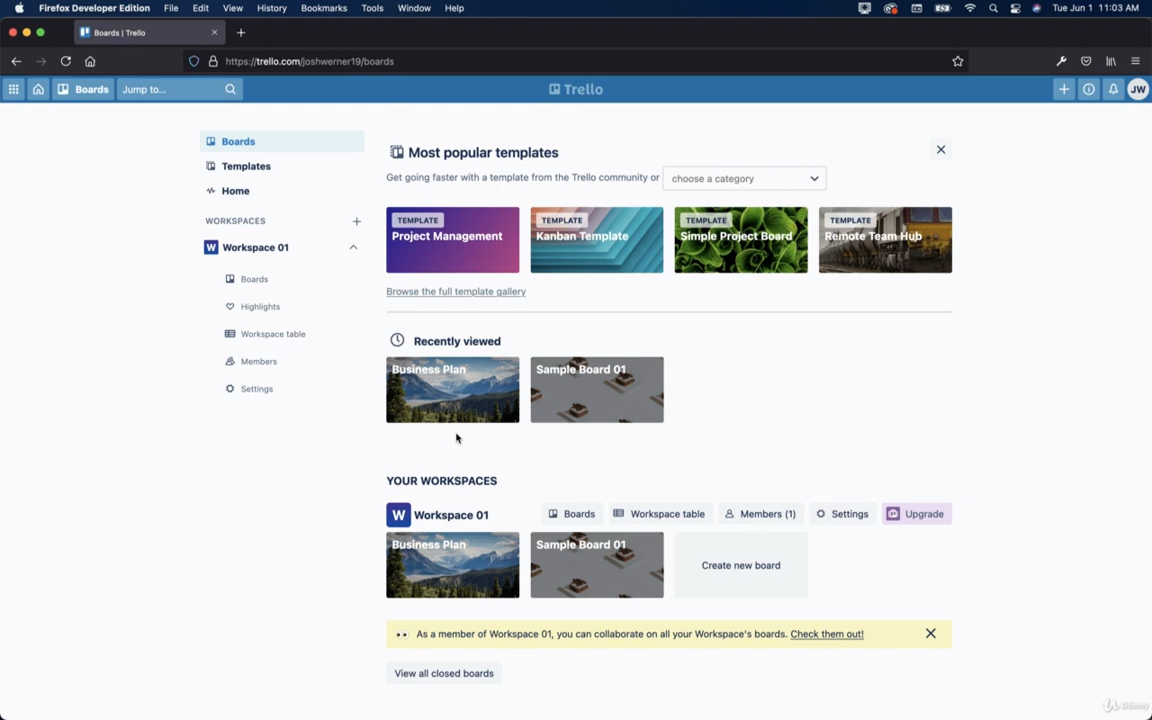 Firefox Developer Edition File Edit View History Bookmarks Tools Window Help Tue Jun 1 11:03 AM
Boards | Trello
https://trello.com/joshwerner19/boards
Boards Jump to... Trello JW
Boards
Templates
Home
WORKSPACES
W Workspace 01
Boards
Highlights
Workspace table
Members
Settings
Most popular templates
Get going faster with a template from the Trello community or choose a category
TEMPLATE TEMPLATE TEMPLATE TEMPLATE
Project Management Kanban Template Simple Project Board Remote Team Hub
Browse the full template gallery
Recently viewed
Business Plan Sample Board 01
YOUR WORKSPACES
W Workspace 01 Boards Workspace table Members (1) Settings Upgrade
Business Plan Sample Board 01
Create new board
As a member of Workspace 01, you can collaborate on all your Workspace's boards. Check them out!
View all closed boards
Udemy